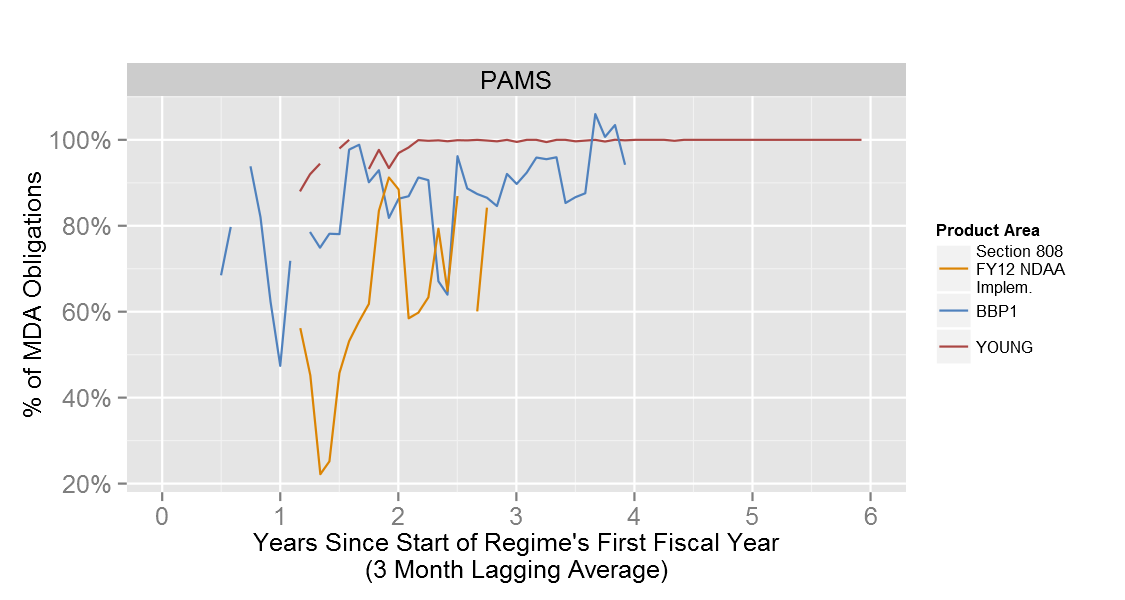 PAMS
100%
80%
60%
40%
20%
% of MDA Obligations
0 1 2 3 4 5 6
Years Since Start of Regime's First Fiscal Year
(3 Month Lagging Average)
Product Area
Section 808
FY12 NDAA
Implem.
BBP1
YOUNG